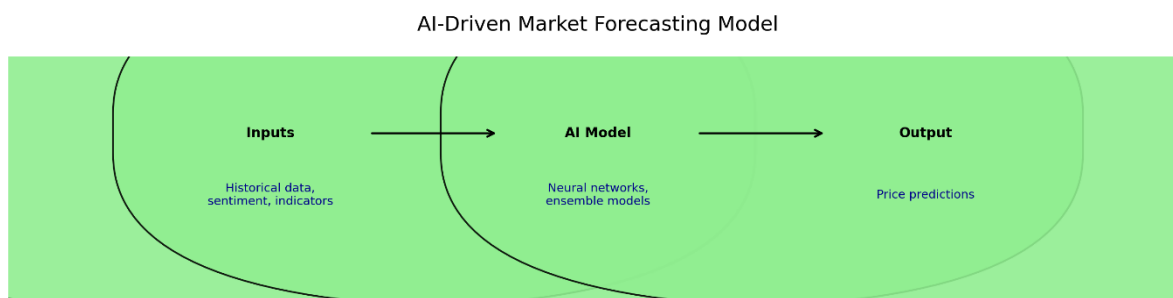 AI-Driven Market Forecasting Model
Inputs
Historical data,
sentiment, indicators
AI Model
Neural networks,
ensemble models
Output
Price predictions